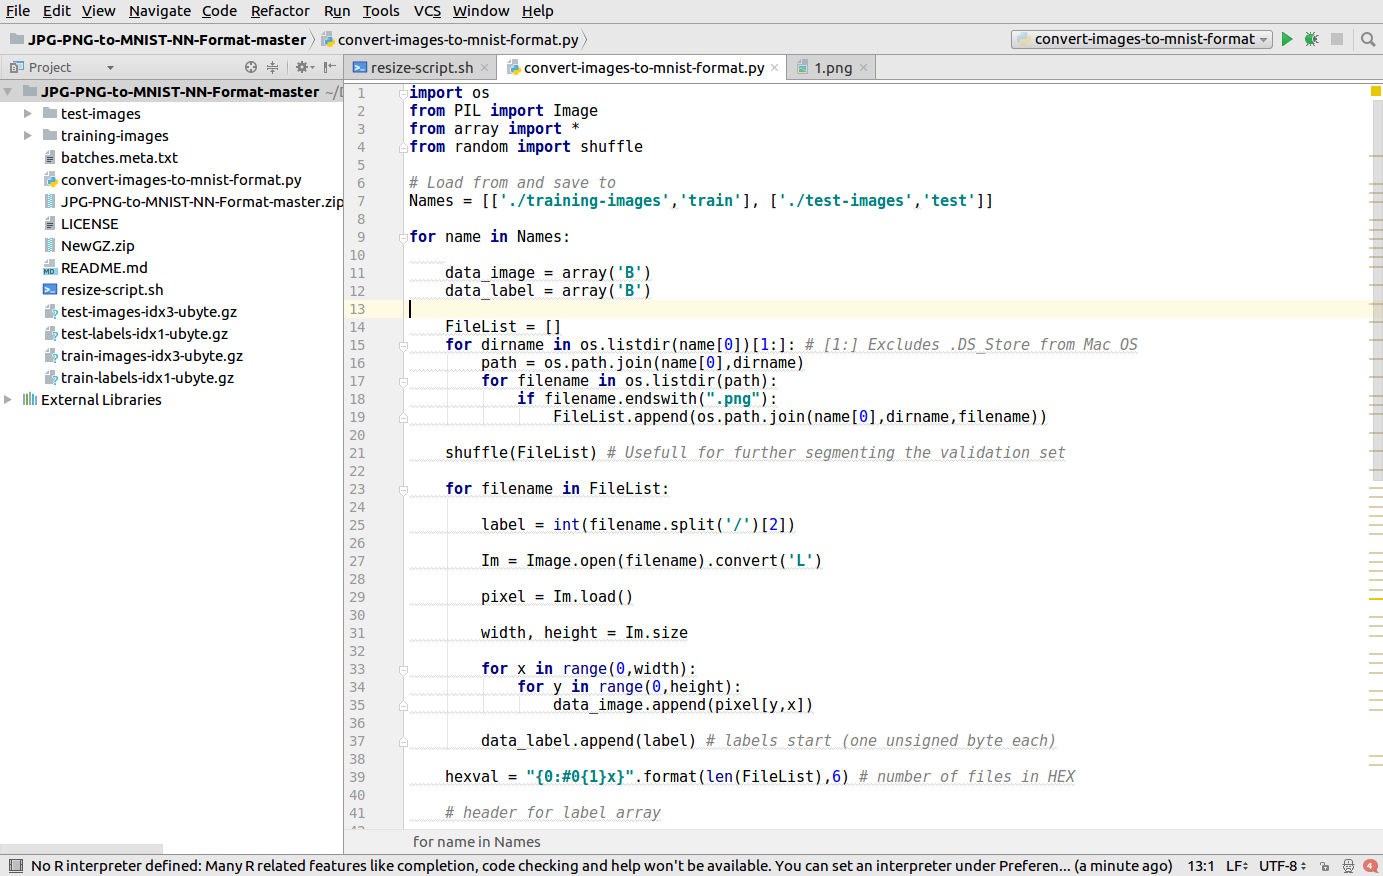 File Edit View Navigate Code Refactor Run Tools VCS Window Help
JPG-PNG-to-MNIST-NN-Format-master convert-images-to-mnist-format.py convert-images-to-mnist-format
Project resize-script.sh convert-images-to-mnist-format.py 1.png
JPG-PNG-to-MNIST-NN-Format-master ~/
test-images
training-images
batches.meta.txt
convert-images-to-mnist-format.py
JPG-PNG-to-MNIST-NN-Format-master.zip
LICENSE
NewGZ.zip
README.md
resize-script.sh
test-images-idx3-ubyte.gz
test-labels-idx1-ubyte.gz
train-images-idx3-ubyte.gz
train-labels-idx1-ubyte.gz
External Libraries
1 import os
2 from PIL import Image
3 from array import *
4 from random import shuffle
5
6 # Load from and save to
7 Names = [['./training-images','train'], ['./test-images','test']]
8
9 for name in Names:
10
11 data_image = array('B')
12 data_label = array('B')
13
14 FileList = []
15 for dirname in os.listdir(name[0])[1:]: # [1:] Excludes .DS_Store from Mac OS
16 path = os.path.join(name[0],dirname)
17 for filename in os.listdir(path):
18 if filename.endswith(".png"):
19 FileList.append(os.path.join(name[0],dirname,filename))
20
21 shuffle(FileList) # Usefull for further segmenting the validation set
22
23 for filename in FileList:
24
25 label = int(filename.split('/')[2])
26
27 Im = Image.open(filename).convert('L')
28
29 pixel = Im.load()
30
31 width, height = Im.size
32
33 for x in range(0,width):
34 for y in range(0,height):
35 data_image.append(pixel[y,x])
36
37 data_label.append(label) # labels start (one unsigned byte each)
38
39 hexval = "{0:#0{1}x}".format(len(FileList),6) # number of files in HEX
40
41 # header for label array
for name in Names
No R interpreter defined: Many R related features like completion, code checking and help won't be available. You can set an interpreter under Preferen... (a minute ago) 13:1 LF UTF-8 4